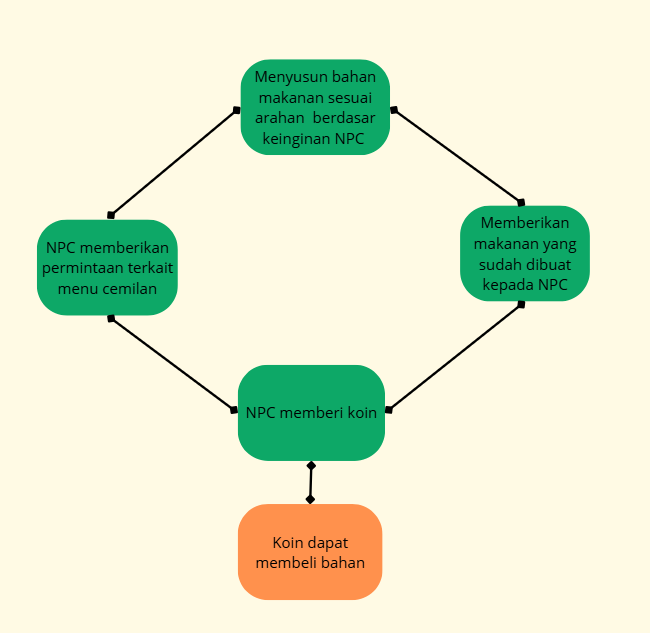 Menyusun bahan
makanan sesuai
arahan  berdasar
keinginan NPC
NPC memberikan
permintaan terkait
menu cemilan
Memberikan
makanan yang
sudah dibuat
kepada NPC
NPC memberi koin
Koin dapat
membeli bahan